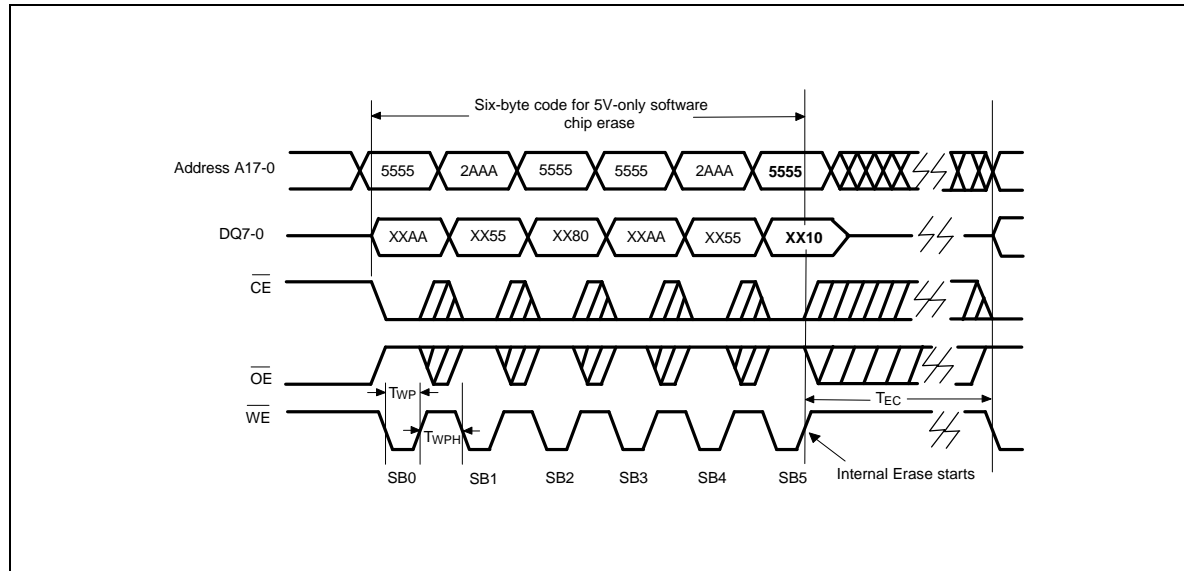 Six-byte code for 5V-only software
chip erase
Address A17-0
5555
2AAA
5555
5555
2AAA
5555
DQ7-0
XXAA
XX55
XX80
XXAA
XX55
XX10
CE
OE
TWP
TEC
WE
TWPH
Internal Erase starts
SB0
SB1
SB2
SB3
SB4
SB5